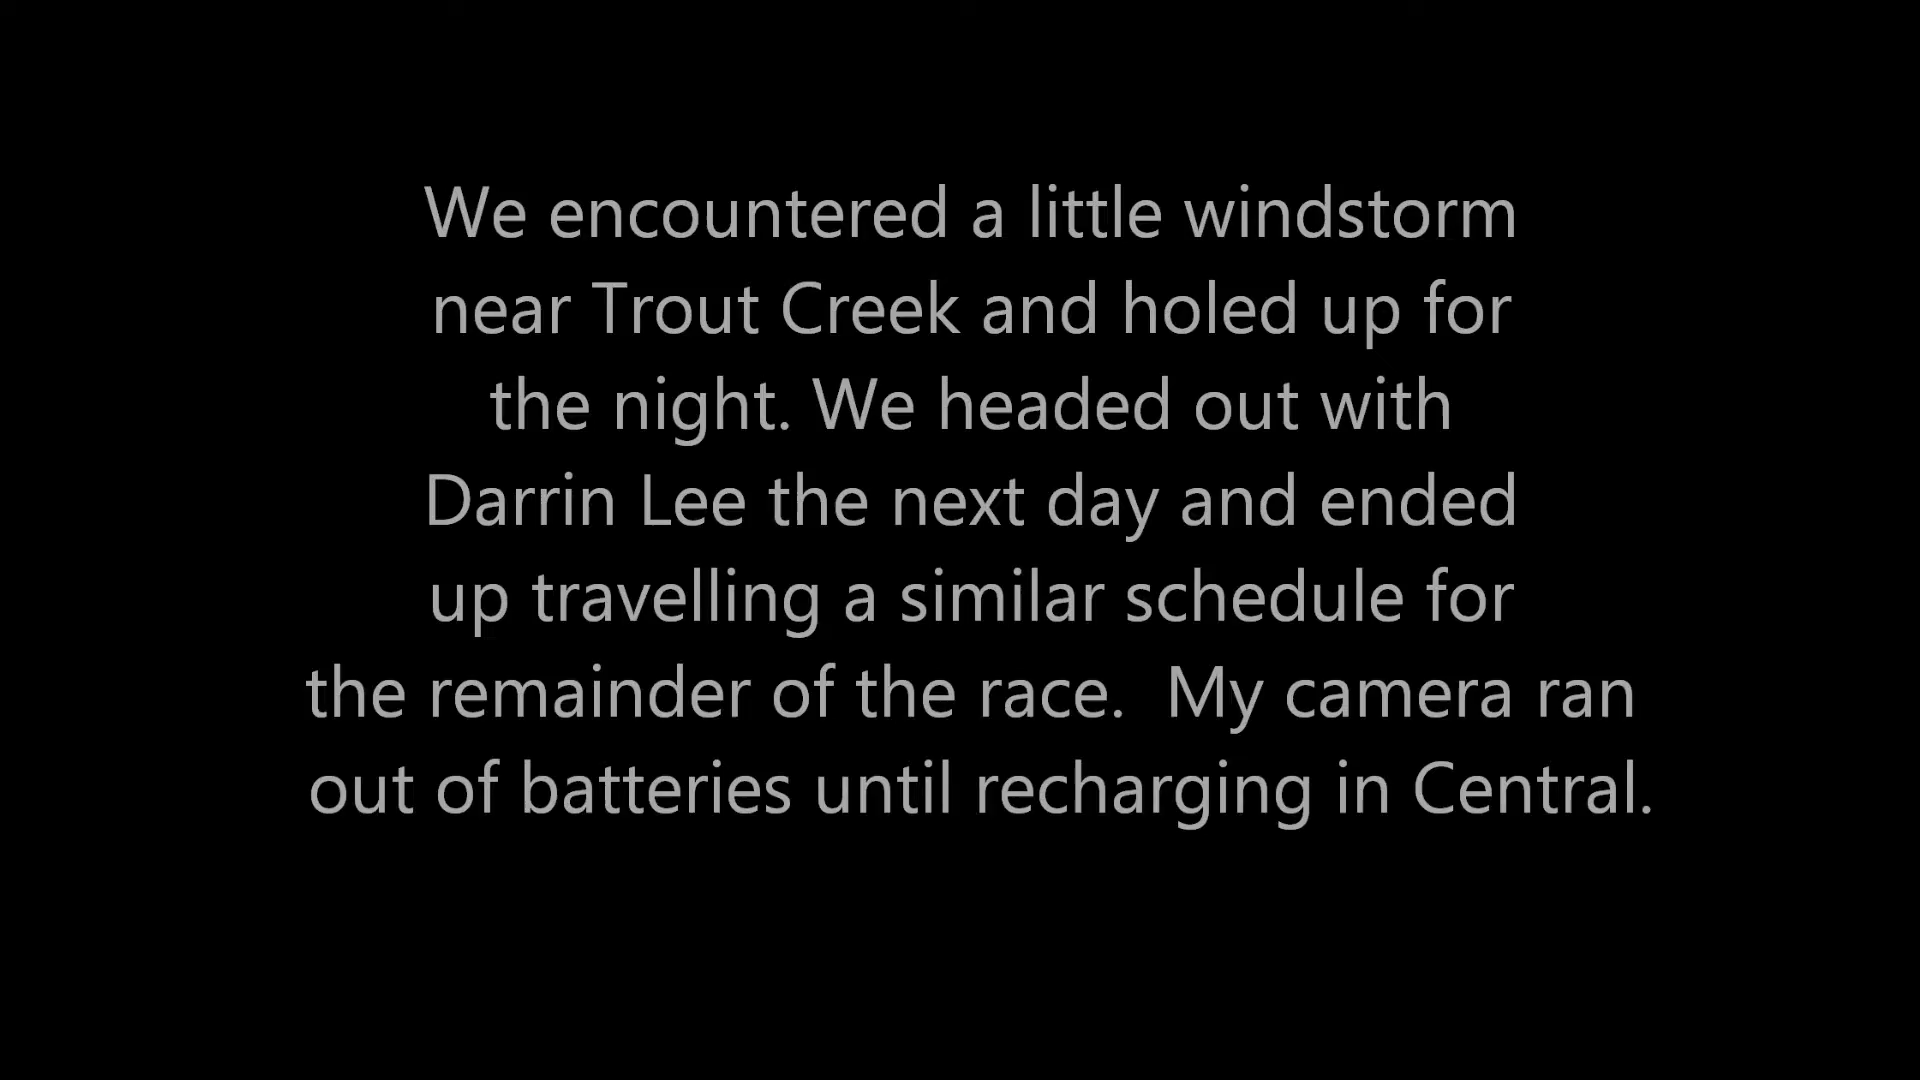 We encountered a little windstorm
near Trout Creek and holed up for
the night. We headed out with
Darrin Lee the next day and ended
up travelling a similar schedule for
the remainder of the race.  My camera ran
out of batteries until recharging in Central.